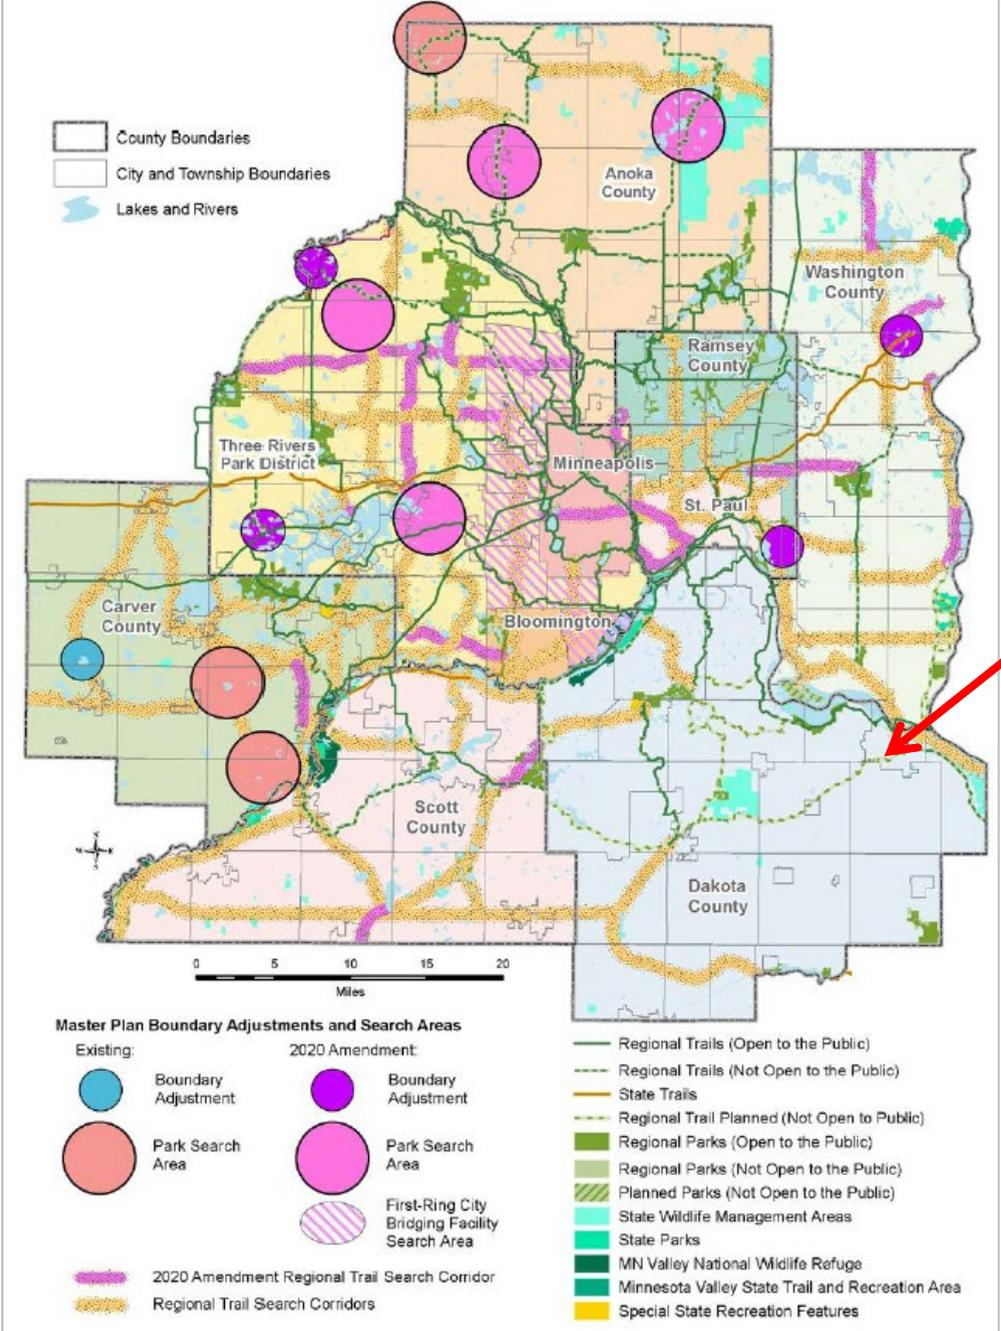 County Boundaries
City and Township Boundaries
Lakes and Rivers
Anoka
County
Washington
County
Ramsey
County
Three Rivers
Park District
Minneapolis
St. Paul
Carver
County
Bloomington
Scott
County
Dakota
County
N
W
E
S
0
5
10
15
20
Miles
Master Plan Boundary Adjustments and Search Areas
Existing:
2020 Amendment:
Boundary
Adjustment
Boundary
Adjustment
Park Search
Area
Park Search
Area
First-Ring City
Bridging Facility
Search Area
2020 Amendment Regional Trail Search Corridor
Regional Trail Search Corridors
Regional Trails (Open to the Public)
Regional Trails (Not Open to the Public)
State Trails
Regional Trail Planned (Not Open to Public)
Regional Parks (Open to the Public)
Regional Parks (Not Open to the Public)
Planned Parks (Not Open to the Public)
State Wildlife Management Areas
State Parks
MN Valley National Wildlife Refuge
Minnesota Valley State Trail and Recreation Area
Special State Recreation Features